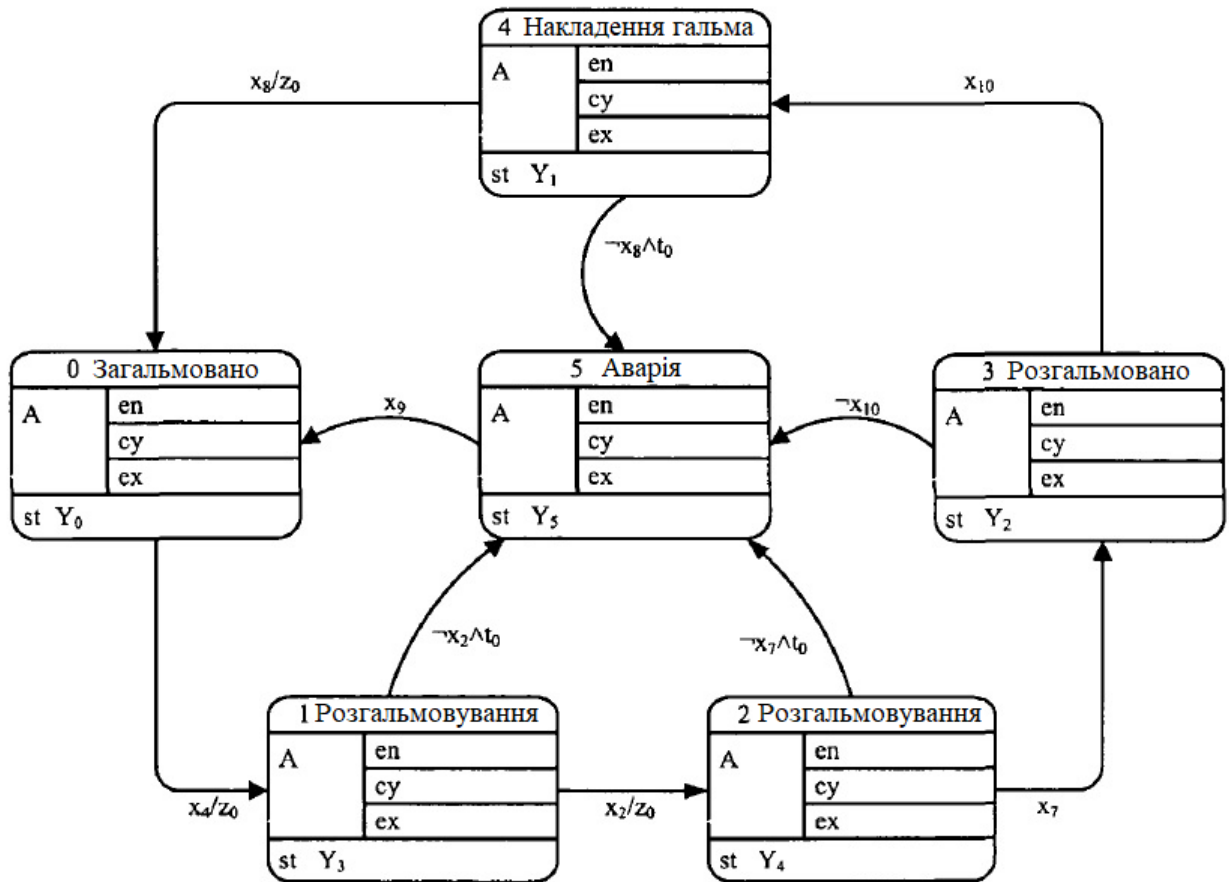 4 Накладення гальма
A
en
cy
ex
st Y₁
x₈/z₀
x₁₀
¬x₈^t₀
0 Загальмовано
A
en
cy
ex
st Y₀
x₉
5 Аварія
A
en
cy
ex
st Y₅
¬x₁₀
3 Розгальмовано
A
en
cy
ex
st Y₂
¬x₂^t₀
¬x₇^t₀
1 Розгальмовування
A
en
cy
ex
st Y₃
x₄/z₀
x₂/z₀
2 Розгальмовування
A
en
cy
ex
st Y₄
x₇